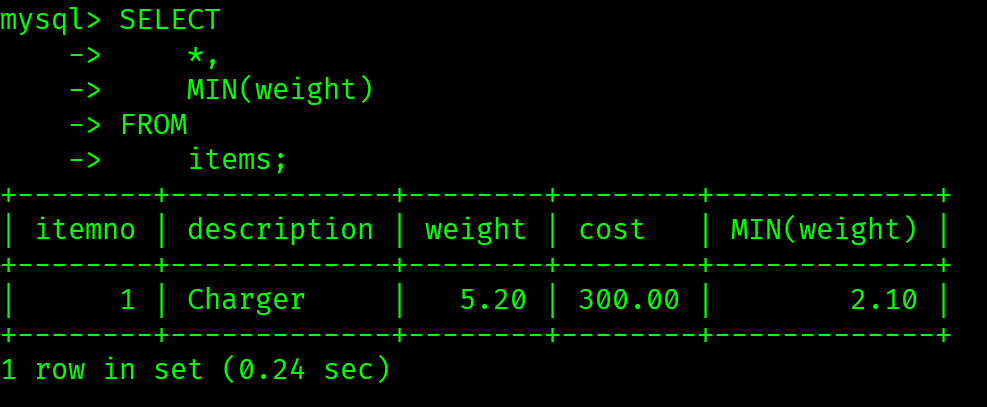 mysql> SELECT
    ->     *,
    ->     MIN(weight)
    -> FROM
    ->     items;
+--------+-------------+--------+--------+-------------+
| itemno | description | weight | cost   | MIN(weight) |
+--------+-------------+--------+--------+-------------+
|      1 | Charger     |   5.20 | 300.00 |        2.10 |
+--------+-------------+--------+--------+-------------+
1 row in set (0.24 sec)